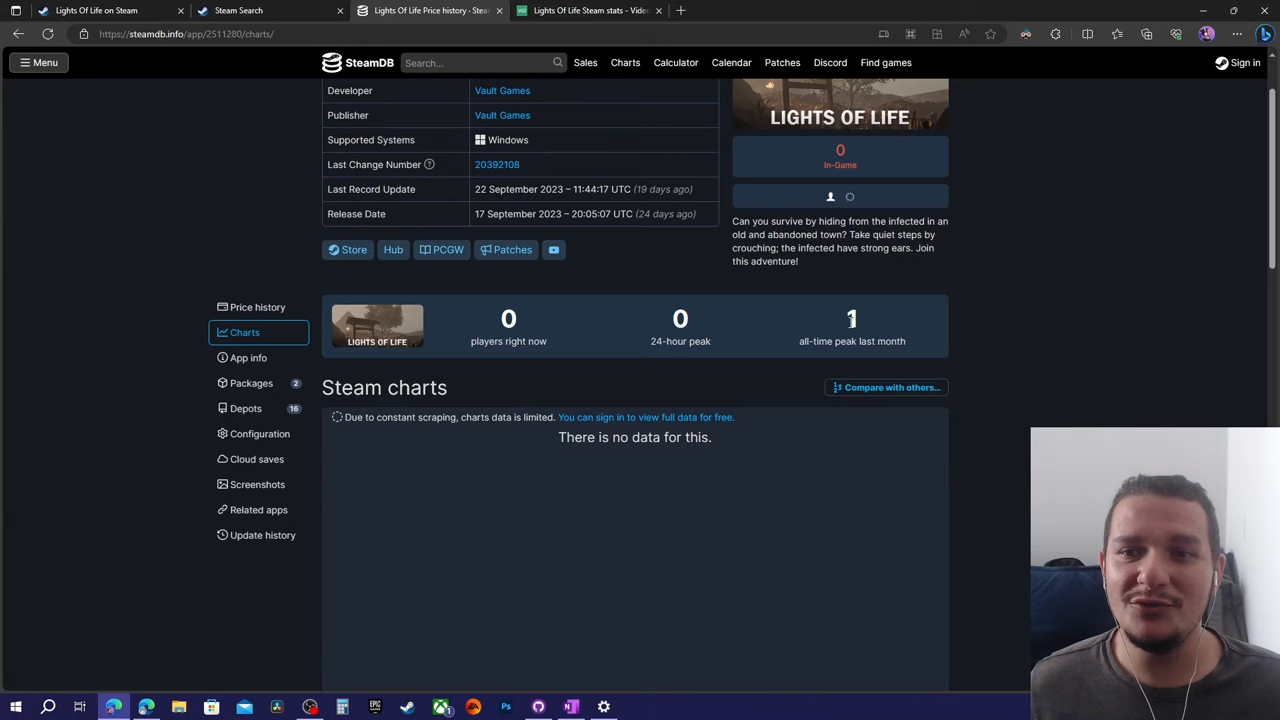 Lights Of Life on Steam
Steam Search
Lights Of Life Price history · Stea
Lights Of Life Steam stats - Vide
https://steamdb.info/app/2511280/charts/
Menu
SteamDB
Search...
Sales
Charts
Calculator
Calendar
Patches
Discord
Find games
Sign in
Developer
Vault Games
Publisher
Vault Games
Supported Systems
Windows
Last Change Number
20392108
Last Record Update
22 September 2023 – 11:44:17 UTC (19 days ago)
Release Date
17 September 2023 – 20:05:07 UTC (24 days ago)
LIGHTS OF LIFE
0
In-Game
Can you survive by hiding from the infected in an
old and abandoned town? Take quiet steps by
crouching; the infected have strong ears. Join
this adventure!
Store
Hub
PCGW
Patches
Price history
Charts
App info
Packages 2
Depots 16
Configuration
Cloud saves
Screenshots
Related apps
Update history
LIGHTS OF LIFE
0
players right now
0
24-hour peak
1
all-time peak last month
Steam charts
Compare with others...
Due to constant scraping, charts data is limited. You can sign in to view full data for free.
There is no data for this.